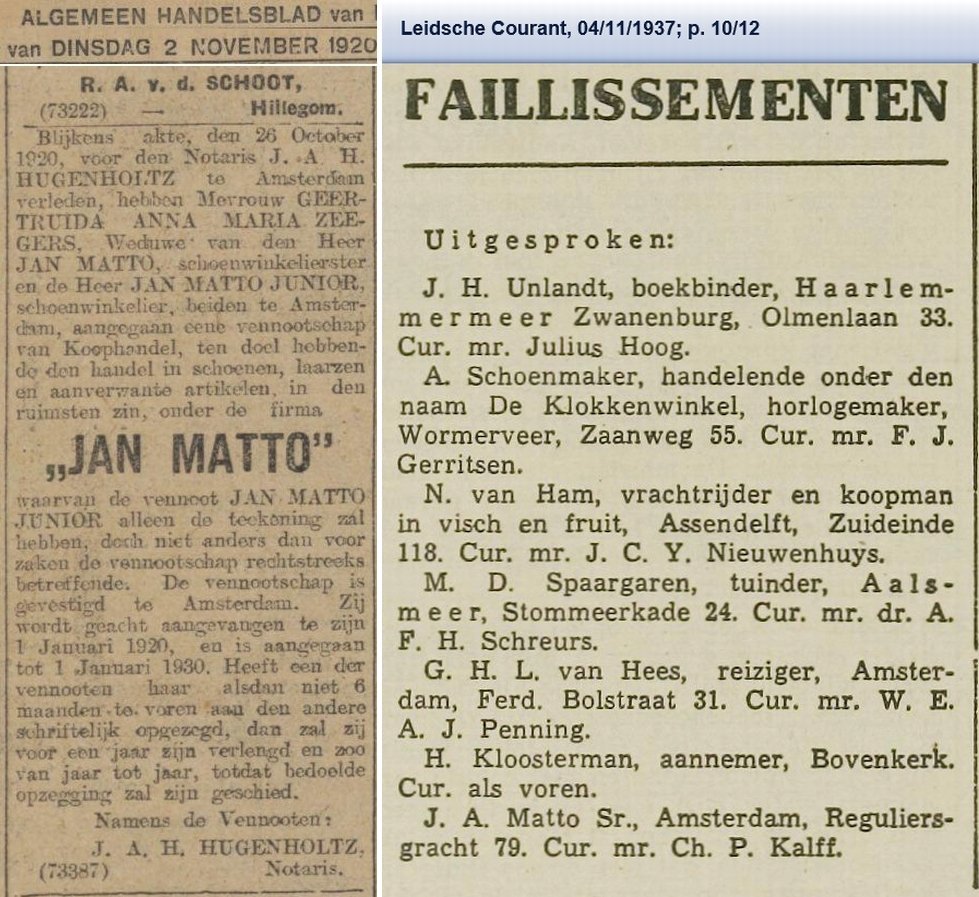 ALGEMEEN HANDELSBLAD van
van DINSDAG 2 NOVEMBER 1920
R. A. v. d. SCHOOT,
(73222) — Hillegom.
Blijkens akte, den 26 October
1920, voor den Notaris J. A. H.
HUGENHOLTZ te Amsterdam
verleden, hebben Mevrouw GEER-
TRUIDA ANNA MARIA ZEE-
GERS, Weduwe van den Heer
JAN MATTO, schoenwinkelierster
en de Heer JAN MATTO JUNIOR,
schoenwinkelier, beiden te Amster-
dam, aangegaan eene vennootschap
van Koophandel, ten doel hebben-
de den handel in schoenen, laarzen
en aanverwante artikelen, in den
ruimsten zin, onder de firma
„JAN MATTO”
waarvan de vennoot JAN MATTO
JUNIOR alleen de teekening zal
hebben, doch niet anders dan voor
zaken de vennootschap rechtstreeks
betreffende. De vennootschap is
gevestigd te Amsterdam. Zij
wordt geacht aangevangen te zijn
1 Januari 1920, en is aangegaan
tot 1 Januari 1930. Heeft een der
vennooten haar alsdan niet 6
maanden te voren aan den andere
schriftelijk opgezegd, dan zal zij
voor een jaar zijn verlengd en zoo
van jaar tot jaar, totdat bedoelde
opzegging zal zijn geschied.
Namens de Vennooten:
J. A. H. HUGENHOLTZ,
(73387) Notaris.
Leidsche Courant, 04/11/1937; p. 10/12
FAILLISSEMENTEN
Uitgesproken:
J. H. Unlandt, boekbinder, Haarlem-
mermeer Zwanenburg, Olmenlaan 33.
Cur. mr. Julius Hoog.
A. Schoenmaker, handelende onder den
naam De Klokkenwinkel, horlogemaker,
Wormerveer, Zaanweg 55. Cur. mr. F. J.
Gerritsen.
N. van Ham, vrachtrijder en koopman
in visch en fruit, Assendelft, Zuideinde
118. Cur. mr. J. C. Y. Nieuwenhuys.
M. D. Spaargaren, tuinder, Aals-
meer, Stommeerkade 24. Cur. mr. dr. A.
F. H. Schreurs.
G. H. L. van Hees, reiziger, Amster-
dam, Ferd. Bolstraat 31. Cur. mr. W. E.
A. J. Penning.
H. Kloosterman, aannemer, Bovenkerk.
Cur. als voren.
J. A. Matto Sr., Amsterdam, Reguliers-
gracht 79. Cur. mr. Ch. P. Kalff.